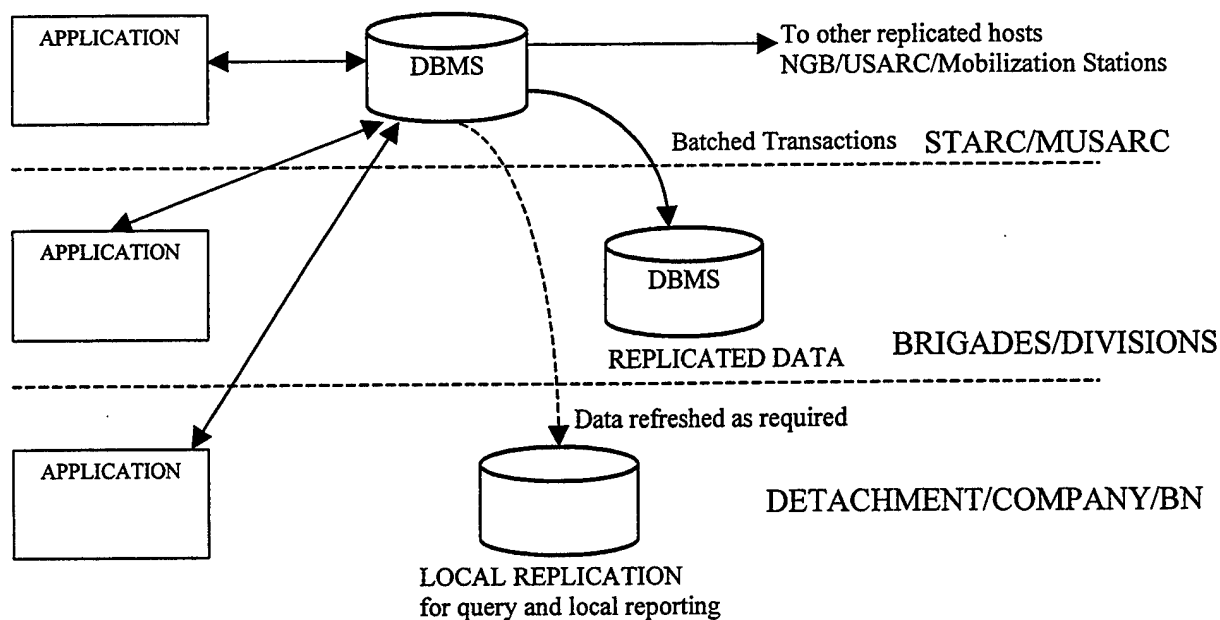 APPLICATION
DBMS
To other replicated hosts
NGB/USARC/Mobilization Stations
Batched Transactions
STARC/MUSARC
APPLICATION
DBMS
REPLICATED DATA
BRIGADES/DIVISIONS
Data refreshed as required
APPLICATION
DETACHMENT/COMPANY/BN
LOCAL REPLICATION
for query and local reporting